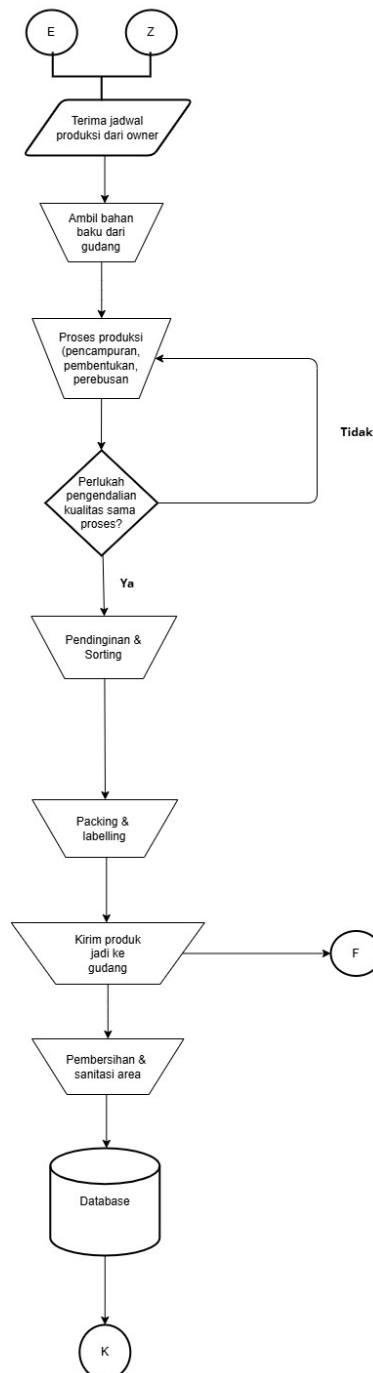 E
Z
Terima jadwal
produksi dari owner
Ambil bahan
baku dari
gudang
Proses produksi
(pencampuran,
pembentukan,
perebusan
Tidak
Perlukah
pengendalian
kualitas sama
proses?
Ya
Pendinginan &
Sorting
Packing &
labelling
Kirim produk
jadi ke
gudang
F
Pembersihan &
sanitasi area
Database
K